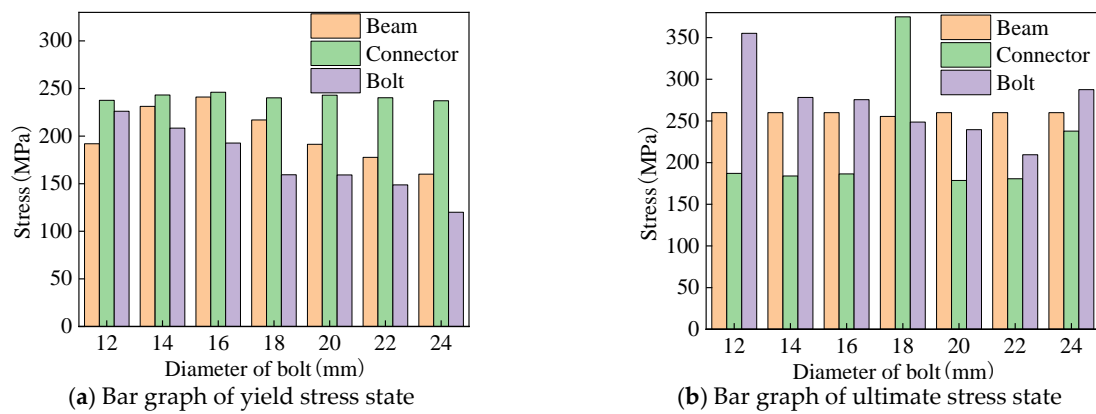 300
250
200
150
100
50
0
Stress(MPa)
Beam
Connector
Bolt
12 14 16 18 20 22 24
Diameter of bolt(mm)
(a) Bar graph of yield stress state
350
300
250
200
150
100
50
0
Stress(MPa)
Beam
Connector
Bolt
12 14 16 18 20 22 24
Diameter of bolt(mm)
(b) Bar graph of ultimate stress state